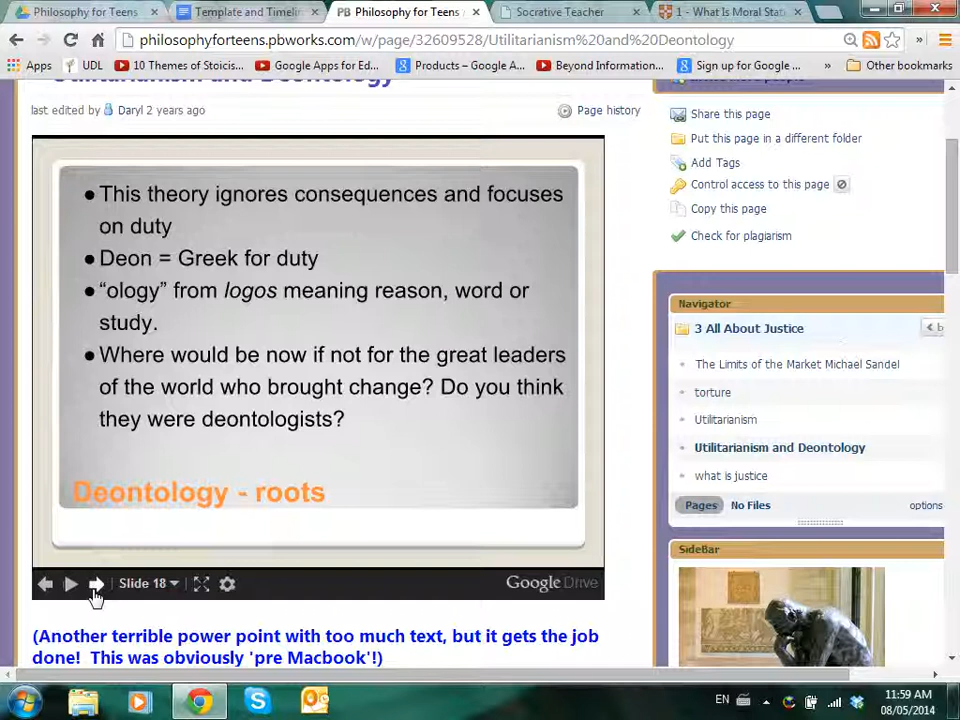 Philosophy for Teens
Template and Timelin
PB Philosophy for Teens
Socrative Teacher
1 - What Is Moral Stat
philosophyforteens.pbworks.com/w/page/32609528/Utilitarianism%20and%20Deontology
Apps
UDL
10 Themes of Stoicis...
Google Apps for Ed...
Products – Google A...
Beyond Information...
Sign up for Google ...
»
Other bookmarks
Utilitarianism and Deontology
last edited by Daryl 2 years ago
Page history
• This theory ignores consequences and focuses
on duty
• Deon = Greek for duty
• “ology” from logos meaning reason, word or
study.
• Where would be now if not for the great leaders
of the world who brought change? Do you think
they were deontologists?
Deontology - roots
Slide 18
Google Drive
(Another terrible power point with too much text, but it gets the job
done! This was obviously 'pre Macbook'!)
Share this page
Put this page in a different folder
Add Tags
Control access to this page
Copy this page
Check for plagiarism
Navigator
3 All About Justice
b
The Limits of the Market Michael Sandel
torture
Utilitarianism
Utilitarianism and Deontology
what is justice
Pages No Files options
SideBar
EN
11:59 AM
08/05/2014